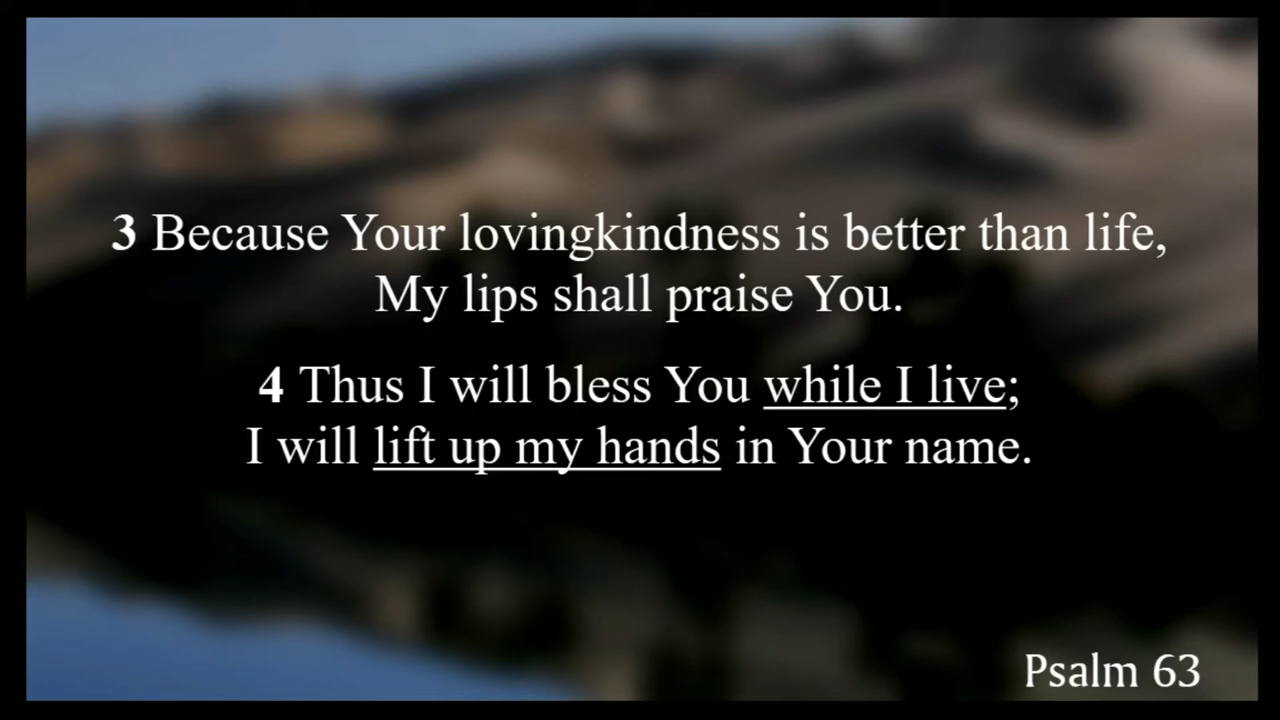 3 Because Your lovingkindness is better than life,
My lips shall praise You.
4 Thus I will bless You while I live;
I will lift up my hands in Your name.
Psalm 63